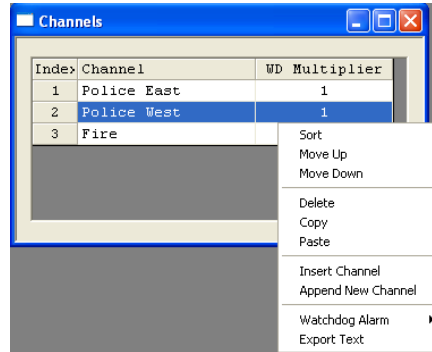 Channels
Index Channel WD Multiplier
1 Police East 1
2 Police West 1
3 Fire
Sort
Move Up
Move Down
Delete
Copy
Paste
Insert Channel
Append New Channel
Watchdog Alarm
Export Text